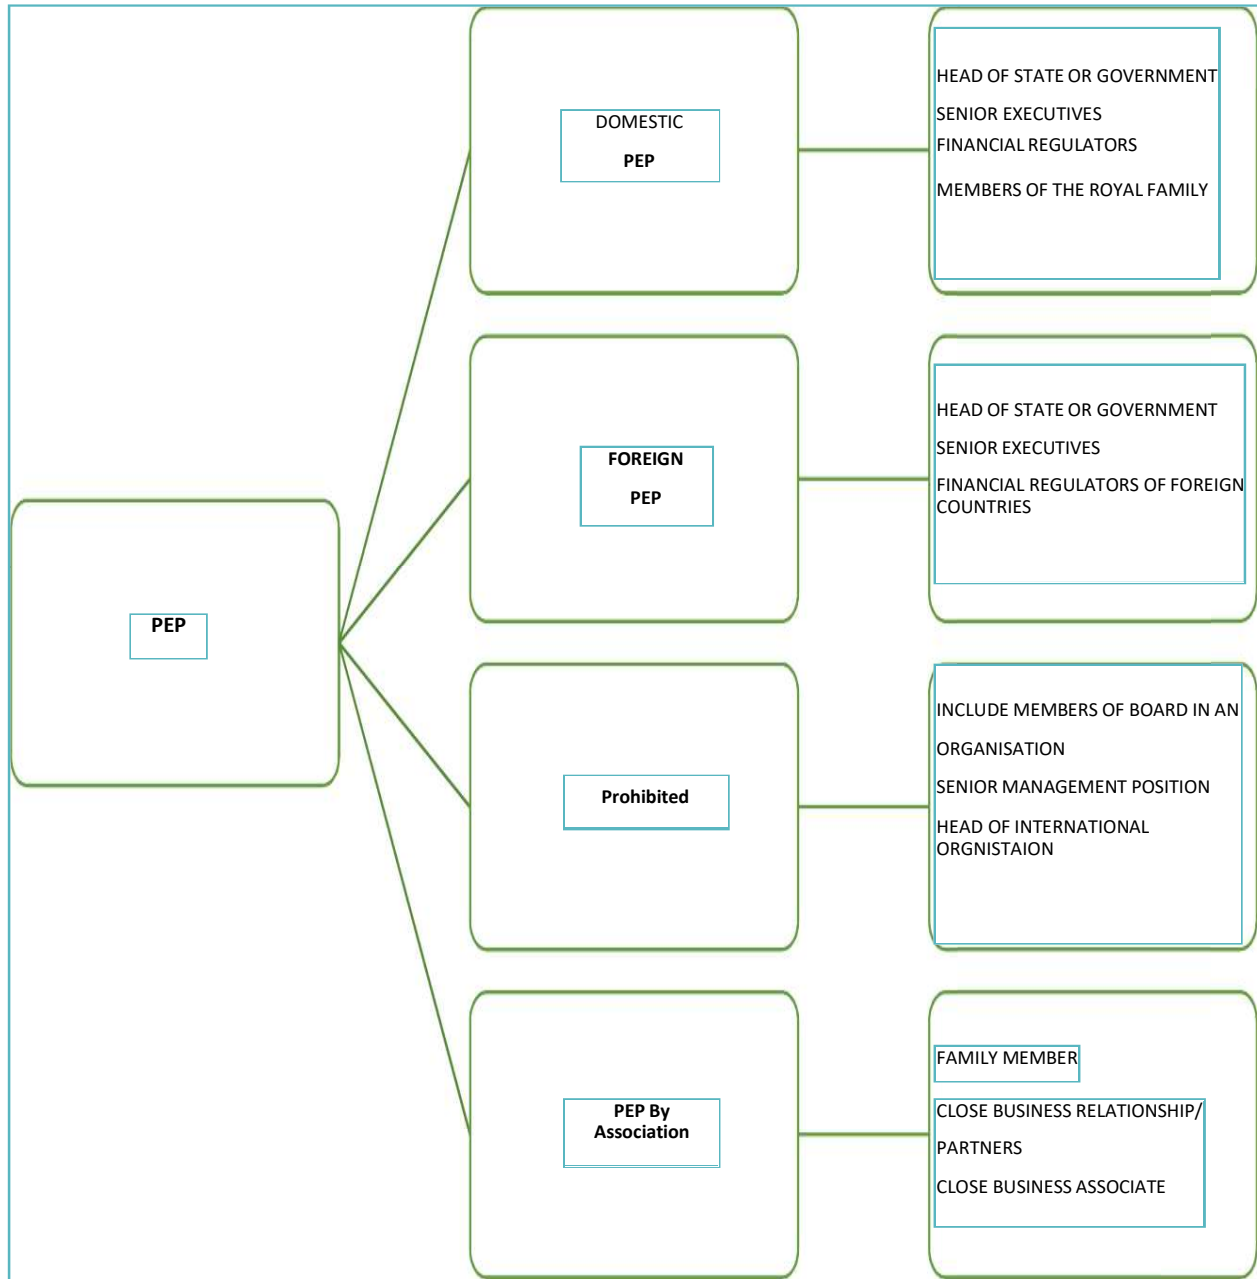 PEP
DOMESTIC
PEP
HEAD OF STATE OR GOVERNMENT
SENIOR EXECUTIVES
FINANCIAL REGULATORS
MEMBERS OF THE ROYAL FAMILY
FOREIGN
PEP
HEAD OF STATE OR GOVERNMENT
SENIOR EXECUTIVES
FINANCIAL REGULATORS OF FOREIGN
COUNTRIES
Prohibited
INCLUDE MEMBERS OF BOARD IN AN
ORGANISATION
SENIOR MANAGEMENT POSITION
HEAD OF INTERNATIONAL
ORGNISTAION
PEP By
Association
FAMILY MEMBER
CLOSE BUSINESS RELATIONSHIP/
PARTNERS
CLOSE BUSINESS ASSOCIATE